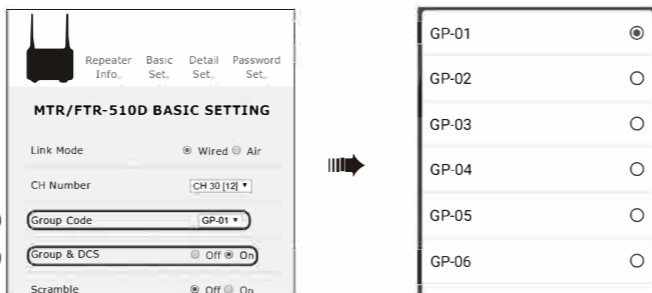 Repeater Basic Detail Password
Info. Set. Set. Set.
MTR/FTR-510D BASIC SETTING
Link Mode Wired Air
CH Number CH 30 [12]
Group Code GP-01
Group & DCS Off On
Scramble Off On
GP-01
GP-02
GP-03
GP-04
GP-05
GP-06